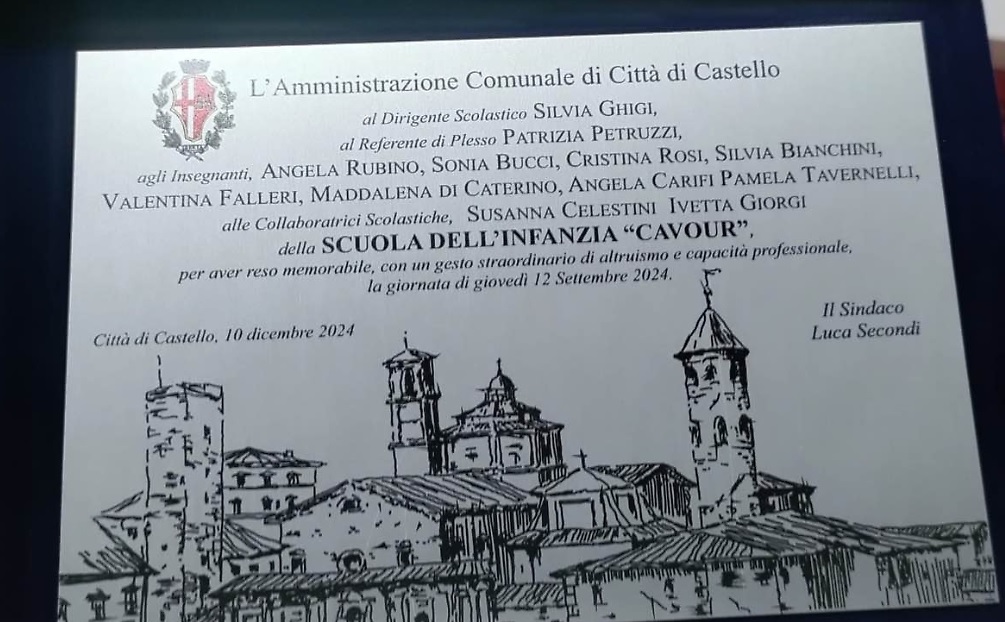 L'Amministrazione Comunale di Città di Castello
al Dirigente Scolastico SILVIA GHIGI,
al Referente di Plesso PATRIZIA PETRUZZI,
agli Insegnanti, ANGELA RUBINO, SONIA BUCCI, CRISTINA ROSI, SILVIA BIANCHINI,
VALENTINA FALLERI, MADDALENA DI CATERINO, ANGELA CARIFI PAMELA TAVERNELLI,
alle Collaboratrici Scolastiche, SUSANNA CELESTINI IVETTA GIORGI
della SCUOLA DELL'INFANZIA “CAVOUR”,
per aver reso memorabile, con un gesto straordinario di altruismo e capacità professionale,
la giornata di giovedì 12 Settembre 2024.
Città di Castello, 10 dicembre 2024
Il Sindaco
Luca Secondi